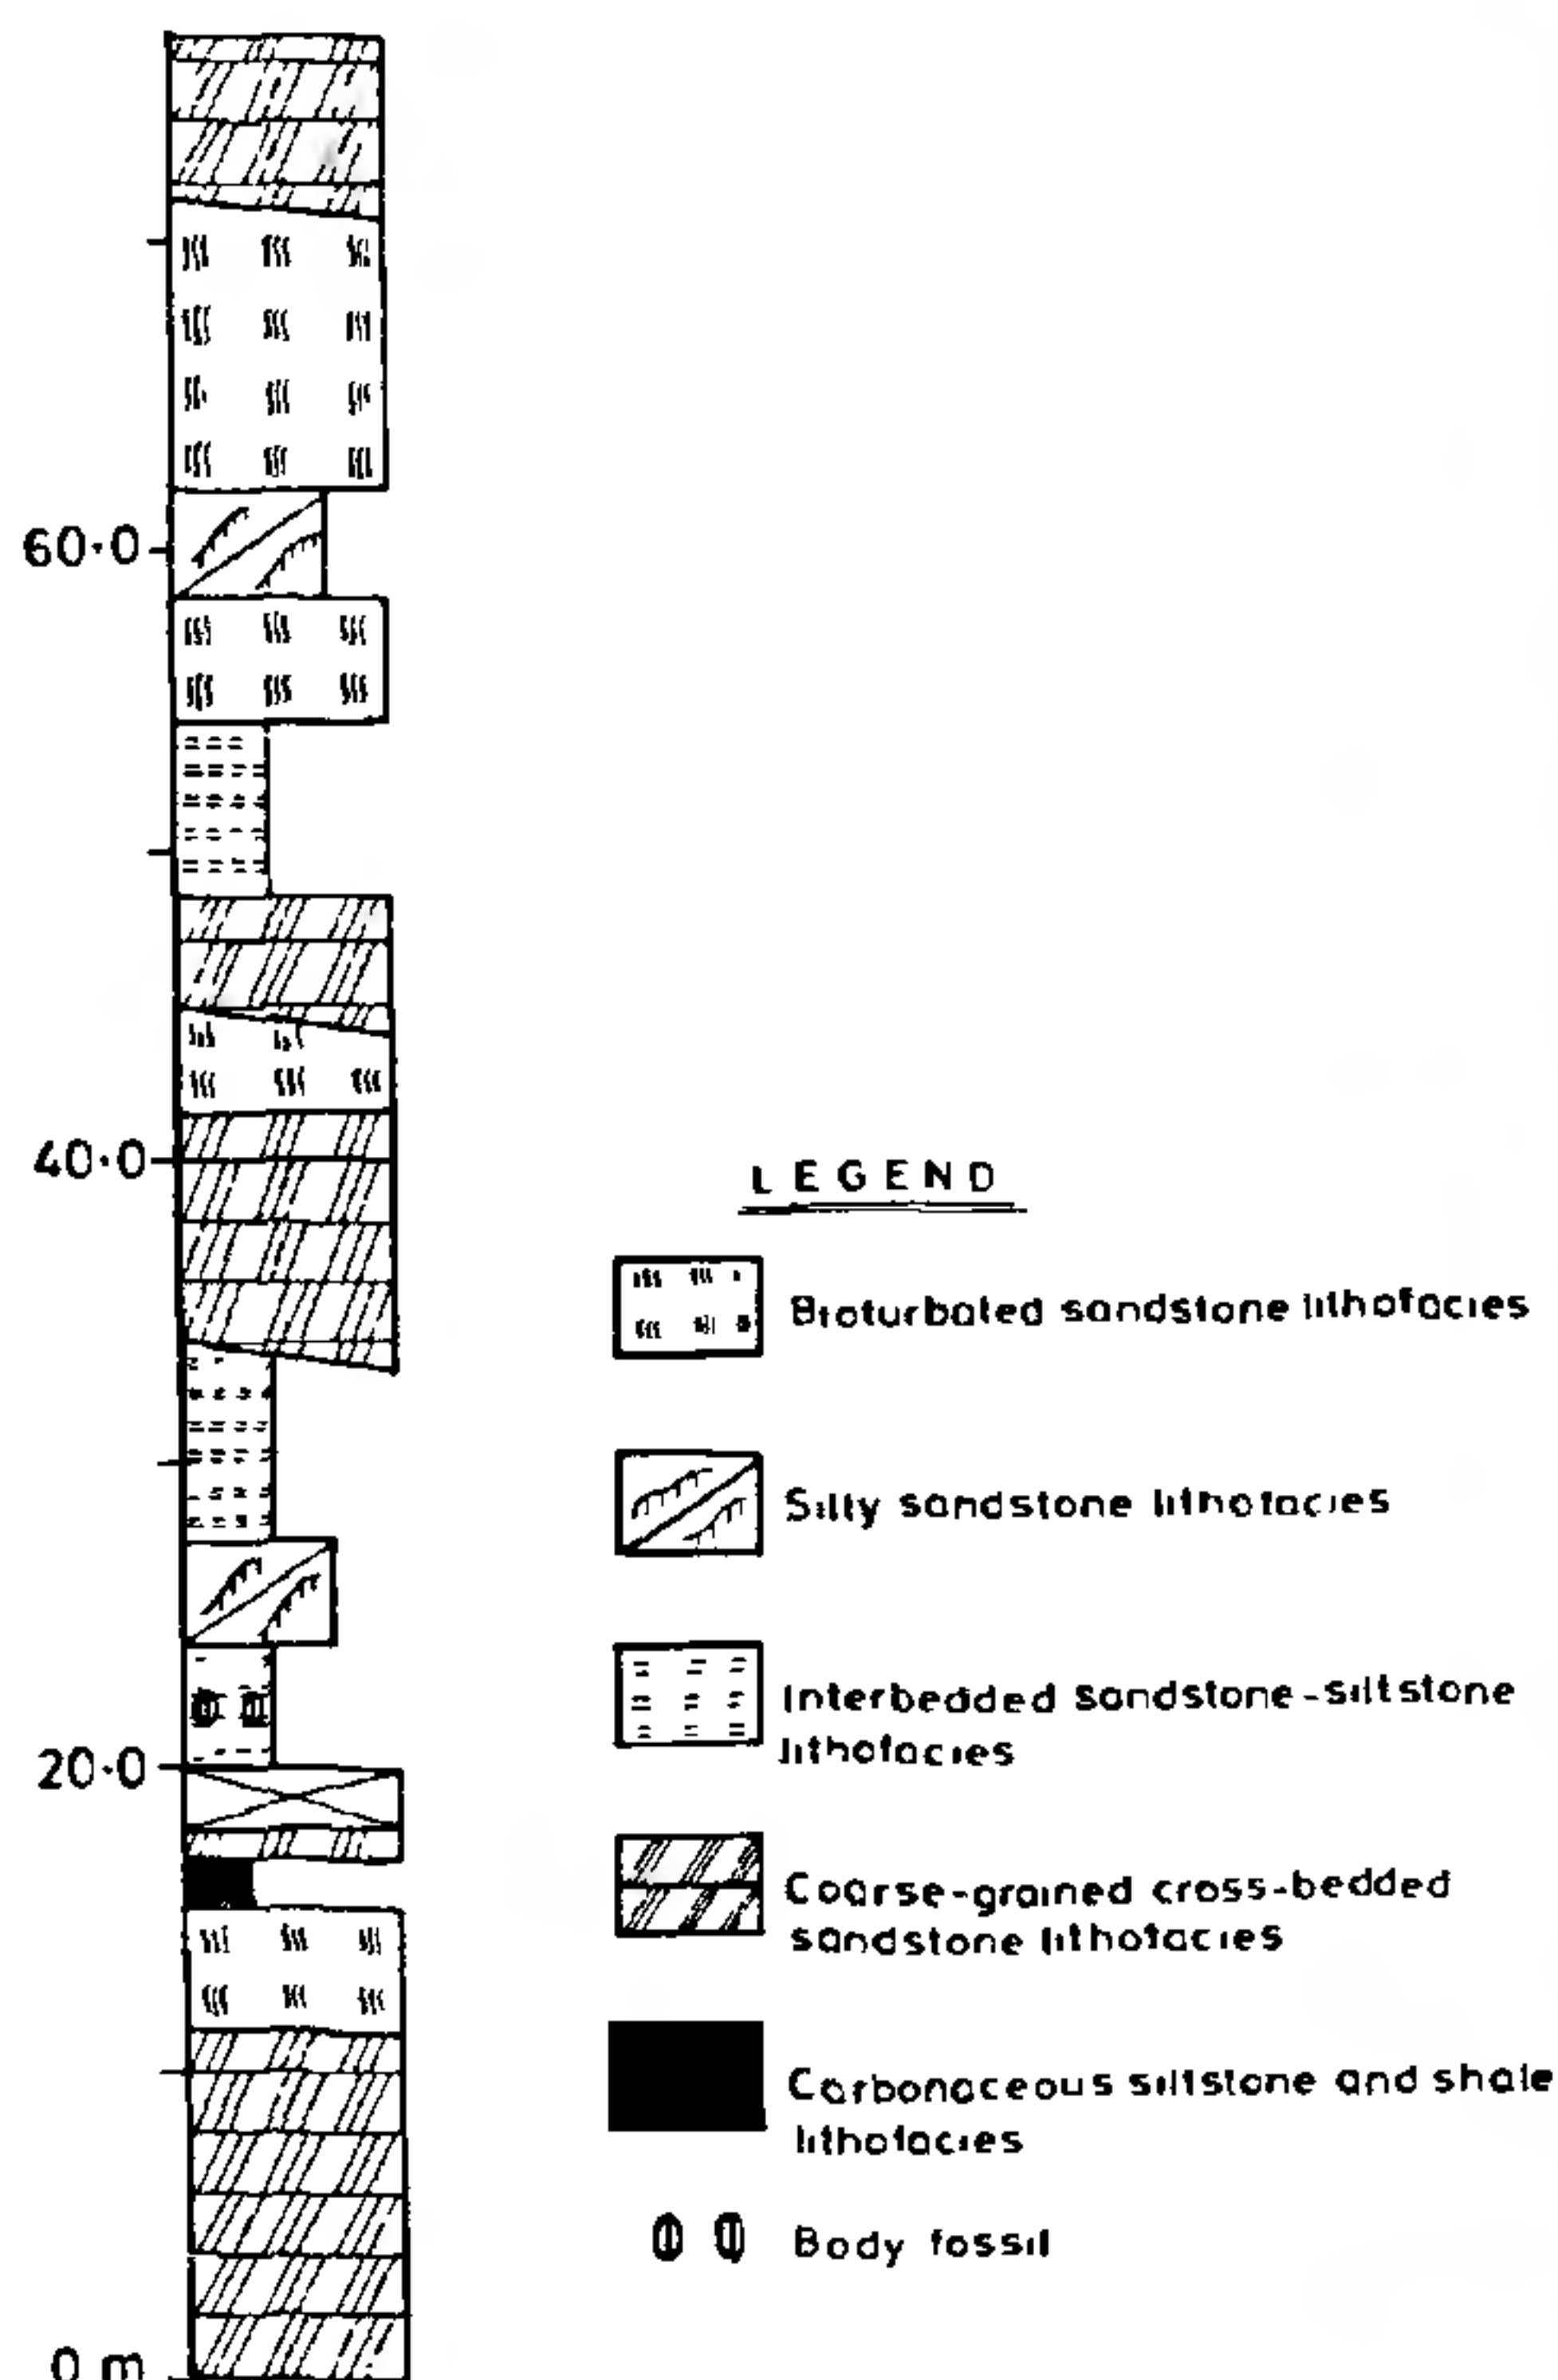 60·0
40·0
20·0
0 m
LEGEND
Bioturbated sandstone lithofacies
Silty sandstone lithofacies
Interbedded sandstone-siltstone
lithofacies
Coarse-grained cross-bedded
sandstone lithofacies
Carbonaceous siltstone and shale
lithofacies
Body fossil